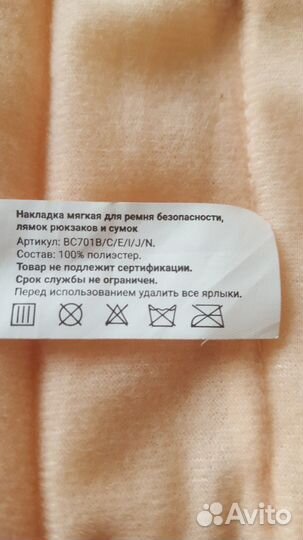 Накладка мягкая для ремня безопасности,
лямок рюкзаков и сумок
Артикул: BC701B/C/E/I/J/N.
Состав: 100% полиэстер.
Товар не подлежит сертификации.
Срок службы не ограничен.
Перед использованием удалить все ярлыки.
Avito